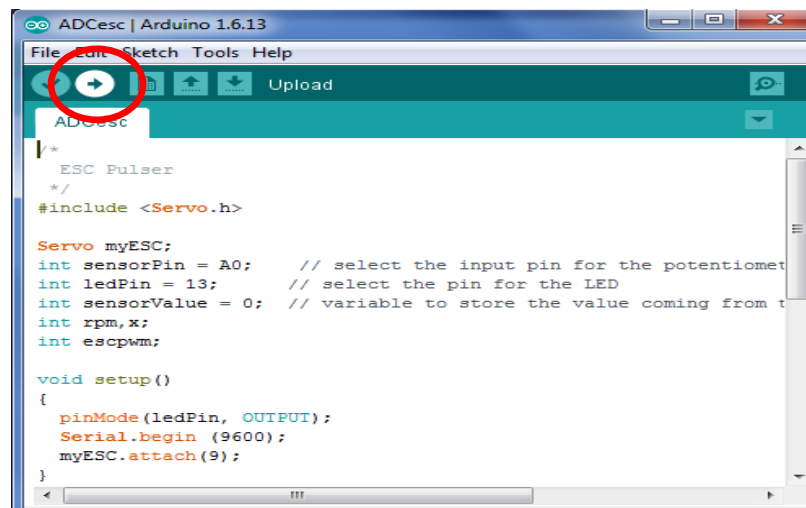 ADCesc | Arduino 1.6.13
File Edit Sketch Tools Help
Upload
ADCesc
/*
  ESC Pulser
 */
#include <Servo.h>

Servo myESC;
int sensorPin = A0;    // select the input pin for the potentiomet
int ledPin = 13;      // select the pin for the LED
int sensorValue = 0;  // variable to store the value coming from t
int rpm,x;
int escpwm;

void setup()
{
  pinMode(ledPin, OUTPUT);
  Serial.begin (9600);
  myESC.attach(9);
}